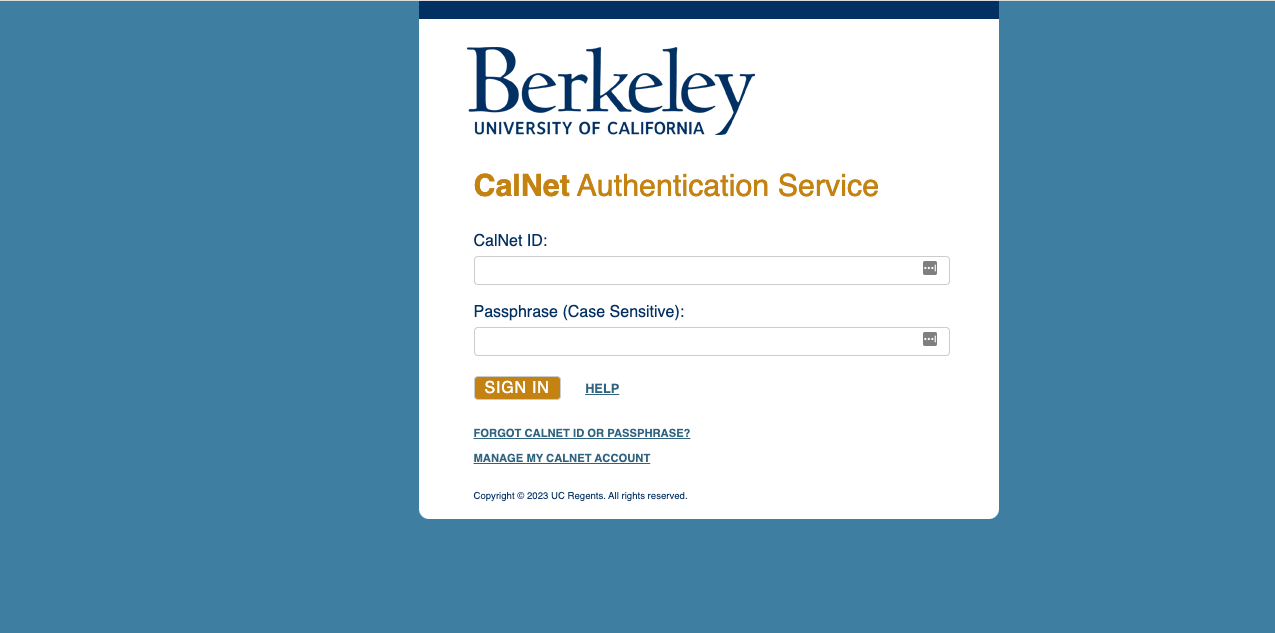 Berkeley
UNIVERSITY OF CALIFORNIA
CalNet Authentication Service
CalNet ID:
Passphrase (Case Sensitive):
SIGN IN HELP
FORGOT CALNET ID OR PASSPHRASE?
MANAGE MY CALNET ACCOUNT
Copyright © 2023 UC Regents. All rights reserved.